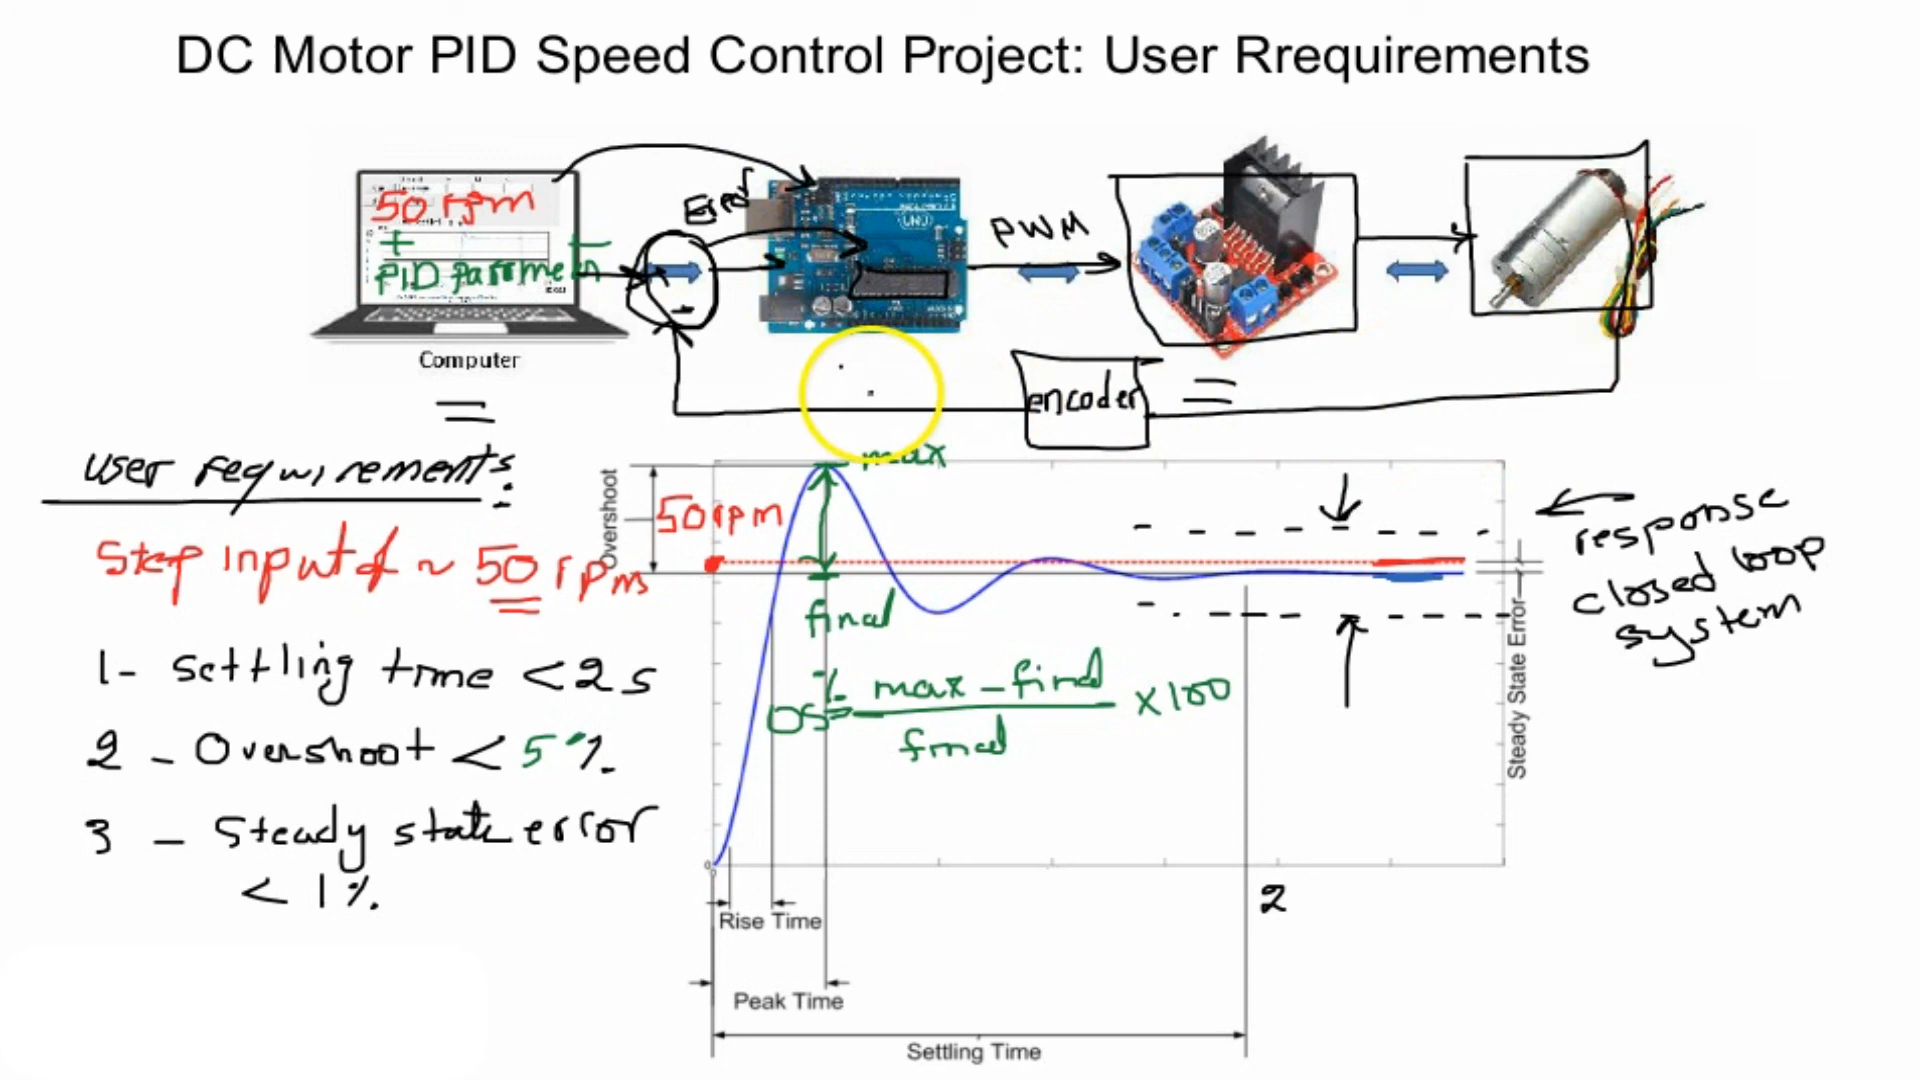 DC Motor PID Speed Control Project: User Rrequirements
50 rpm
+
PID parameter
Computer
Error
PWM
encoder
user requirements:
Step input of ~ 50 rpm
1- settling time <2s
2 - Overshoot < 5%
3 - Steady state error
< 1%
Overshoot
50 rpm
max
final
% OS = max - final / final x100
response
closed loop
system
Steady State Error
0
2
Rise Time
Peak Time
Settling Time